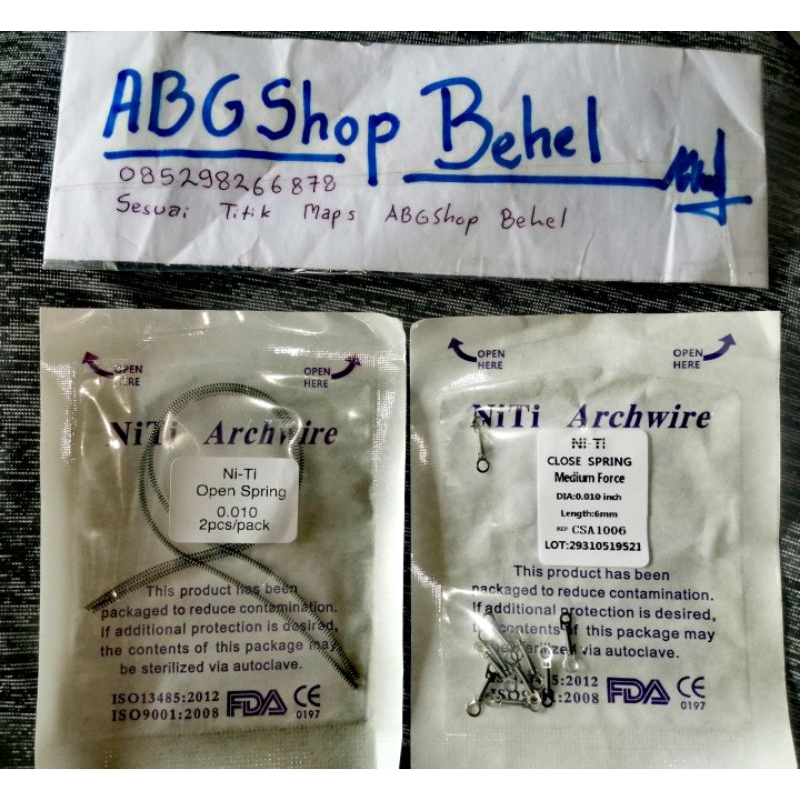 ABGShop Behel
085298266878
Sesuai Titik Maps ABGShop Behel
OPEN HERE
OPEN HERE
NiTi Archwire
Ni-Ti
Open Spring
0.010
2pcs/pack
This product has been
packaged to reduce contamination.
If additional protection is desired,
the contents of this package may
be sterilized via autoclave.
ISO13485:2012
ISO9001:2008
FDA CE
0197
OPEN HERE
OPEN HERE
NiTi Archwire
NI-TI
CLOSE SPRING
Medium Force
DIA:0.010 inch
Length:6mm
REF CSA1006
LOT:29310519521
This product has been
packaged to reduce contamination.
If additional protection is desired,
the contents of this package may
be sterilized via autoclave.
:2012
:2008
FDA CE
0197